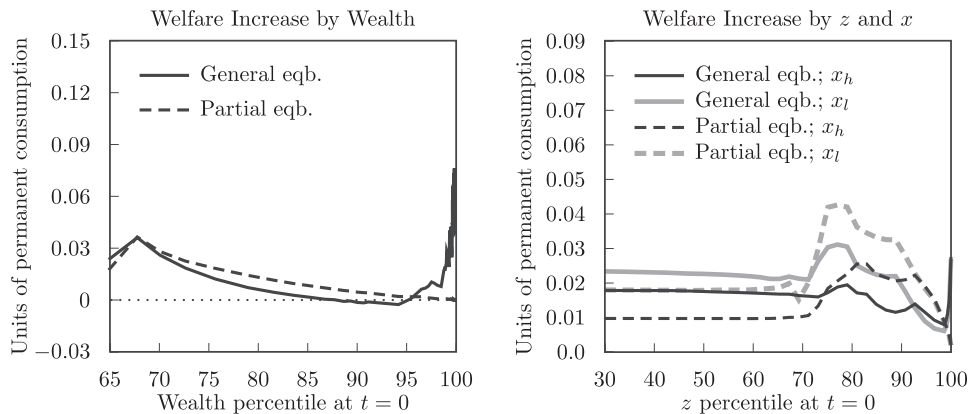 Welfare Increase by Wealth
Units of permanent consumption
0.15
0.12
0.09
0.06
0.03
0
−0.03
General eqb.
Partial eqb.
65 70 75 80 85 90 95 100
Wealth percentile at t = 0
Welfare Increase by z and x
Units of permanent consumption
0.09
0.08
0.07
0.06
0.05
0.04
0.03
0.02
0.01
0.0
General eqb.; x_h
General eqb.; x_l
Partial eqb.; x_h
Partial eqb.; x_l
30 40 50 60 70 80 90 100
z percentile at t = 0